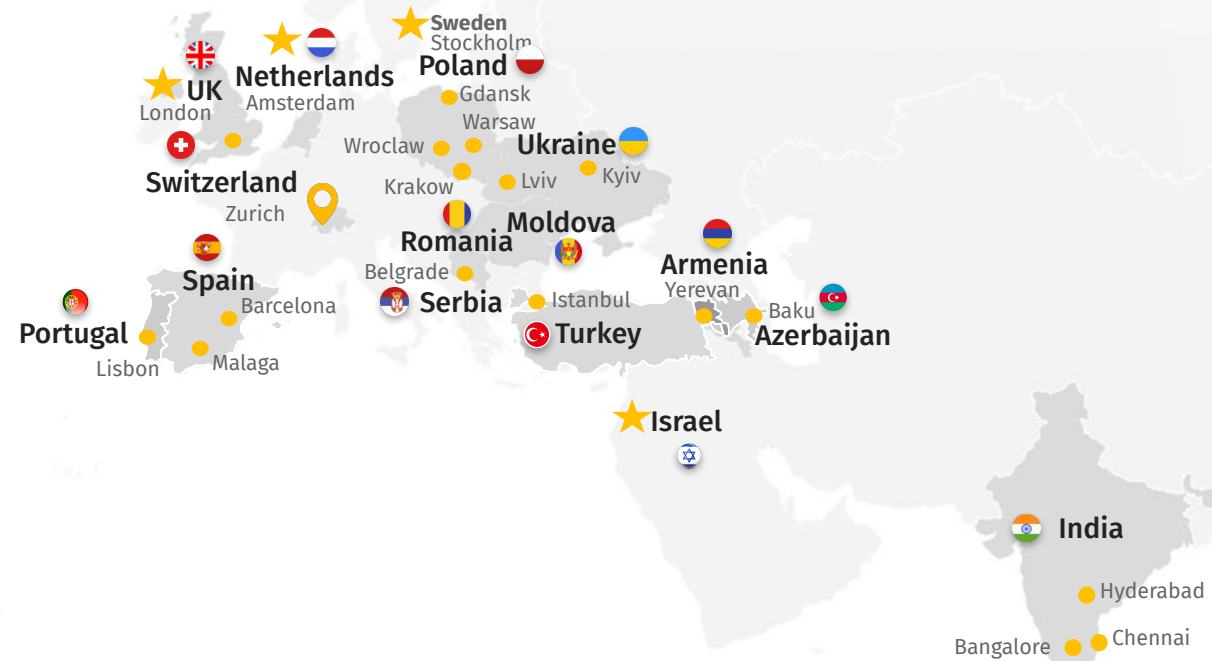 Sweden
Stockholm
Netherlands
Amsterdam
UK
London
Poland
Gdansk
Warsaw
Wroclaw
Krakow
Ukraine
Kyiv
Lviv
Switzerland
Zurich
Romania
Moldova
Spain
Barcelona
Malaga
Portugal
Lisbon
Belgrade
Serbia
Istanbul
Turkey
Armenia
Yerevan
Baku
Azerbaijan
Israel
India
Hyderabad
Chennai
Bangalore